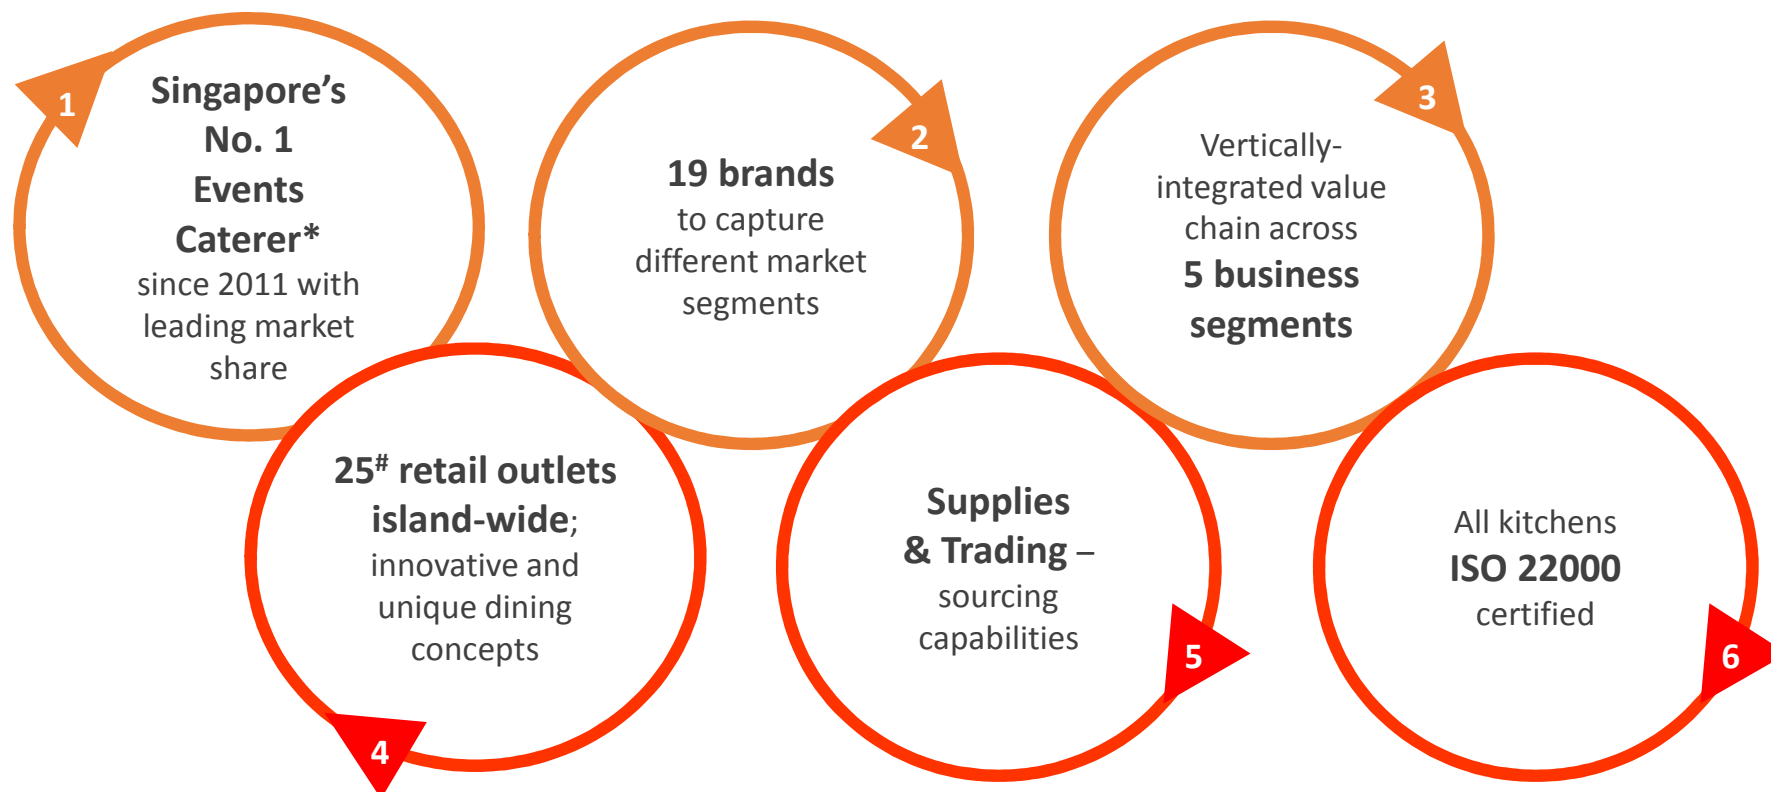 1
Singapore’s
No. 1
Events
Caterer*
since 2011 with
leading market
share
2
19 brands
to capture
different market
segments
3
Vertically-
integrated value
chain across
5 business
segments
4
25# retail outlets
island-wide;
innovative and
unique dining
concepts
5
Supplies
& Trading –
sourcing
capabilities
6
All kitchens
ISO 22000
certified